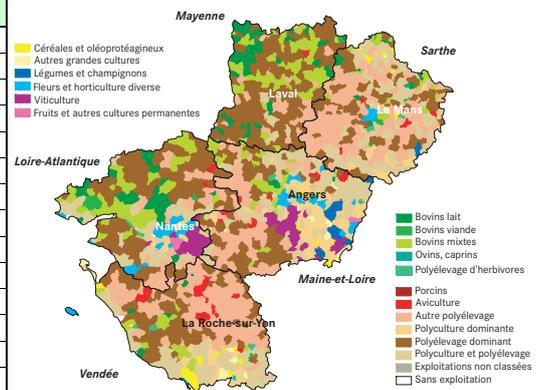 Mayenne
Sarthe
Céréales et oléoprotéagineux
Autres grandes cultures
Légumes et champignons
Fleurs et horticulture diverse
Viticulture
Fruits et autres cultures permanentes
Laval
Le Mans
Loire-Atlantique
Angers
Nantes
Maine-et-Loire
La Roche-sur-Yon
Vendée
Bovins lait
Bovins viande
Bovins mixtes
Ovins, caprins
Polyélevage d'herbivores
Porcins
Aviculture
Autre polyélevage
Polyculture dominante
Polyélevage dominant
Polyculture et polyélevage
Exploitations non classées
Sans exploitation